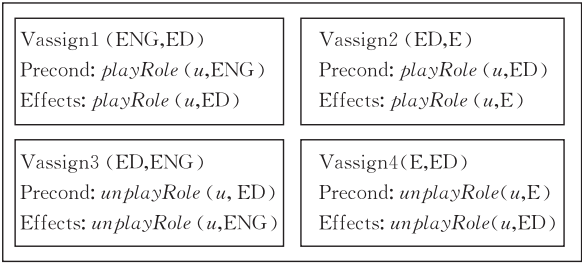 Vassign1 (ENG,ED)
Precond: playRole (u,ENG)
Effects: playRole (u,ED)
Vassign2 (ED,E)
Precond: playRole (u,ED)
Effects: playRole (u,E)
Vassign3 (ED,ENG)
Precond: unplayRole (u, ED)
Effects: unplayRole (u,ENG)
Vassign4(E,ED)
Precond: unplayRole(u,E)
Effects: unplayRole(u,ED)